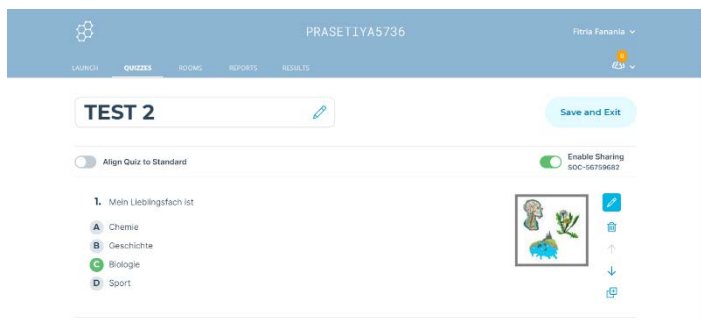 PRASETIYA5736
Fitria Fanania
LAUNCH QUIZZES ROOMS REPORTS RESULTS
TEST 2
Save and Exit
Align Quiz to Standard
Enable Sharing
SOC-56759682
1. Mein Lieblingsfach ist
A Chemie
B Geschichte
C Biologie
D Sport